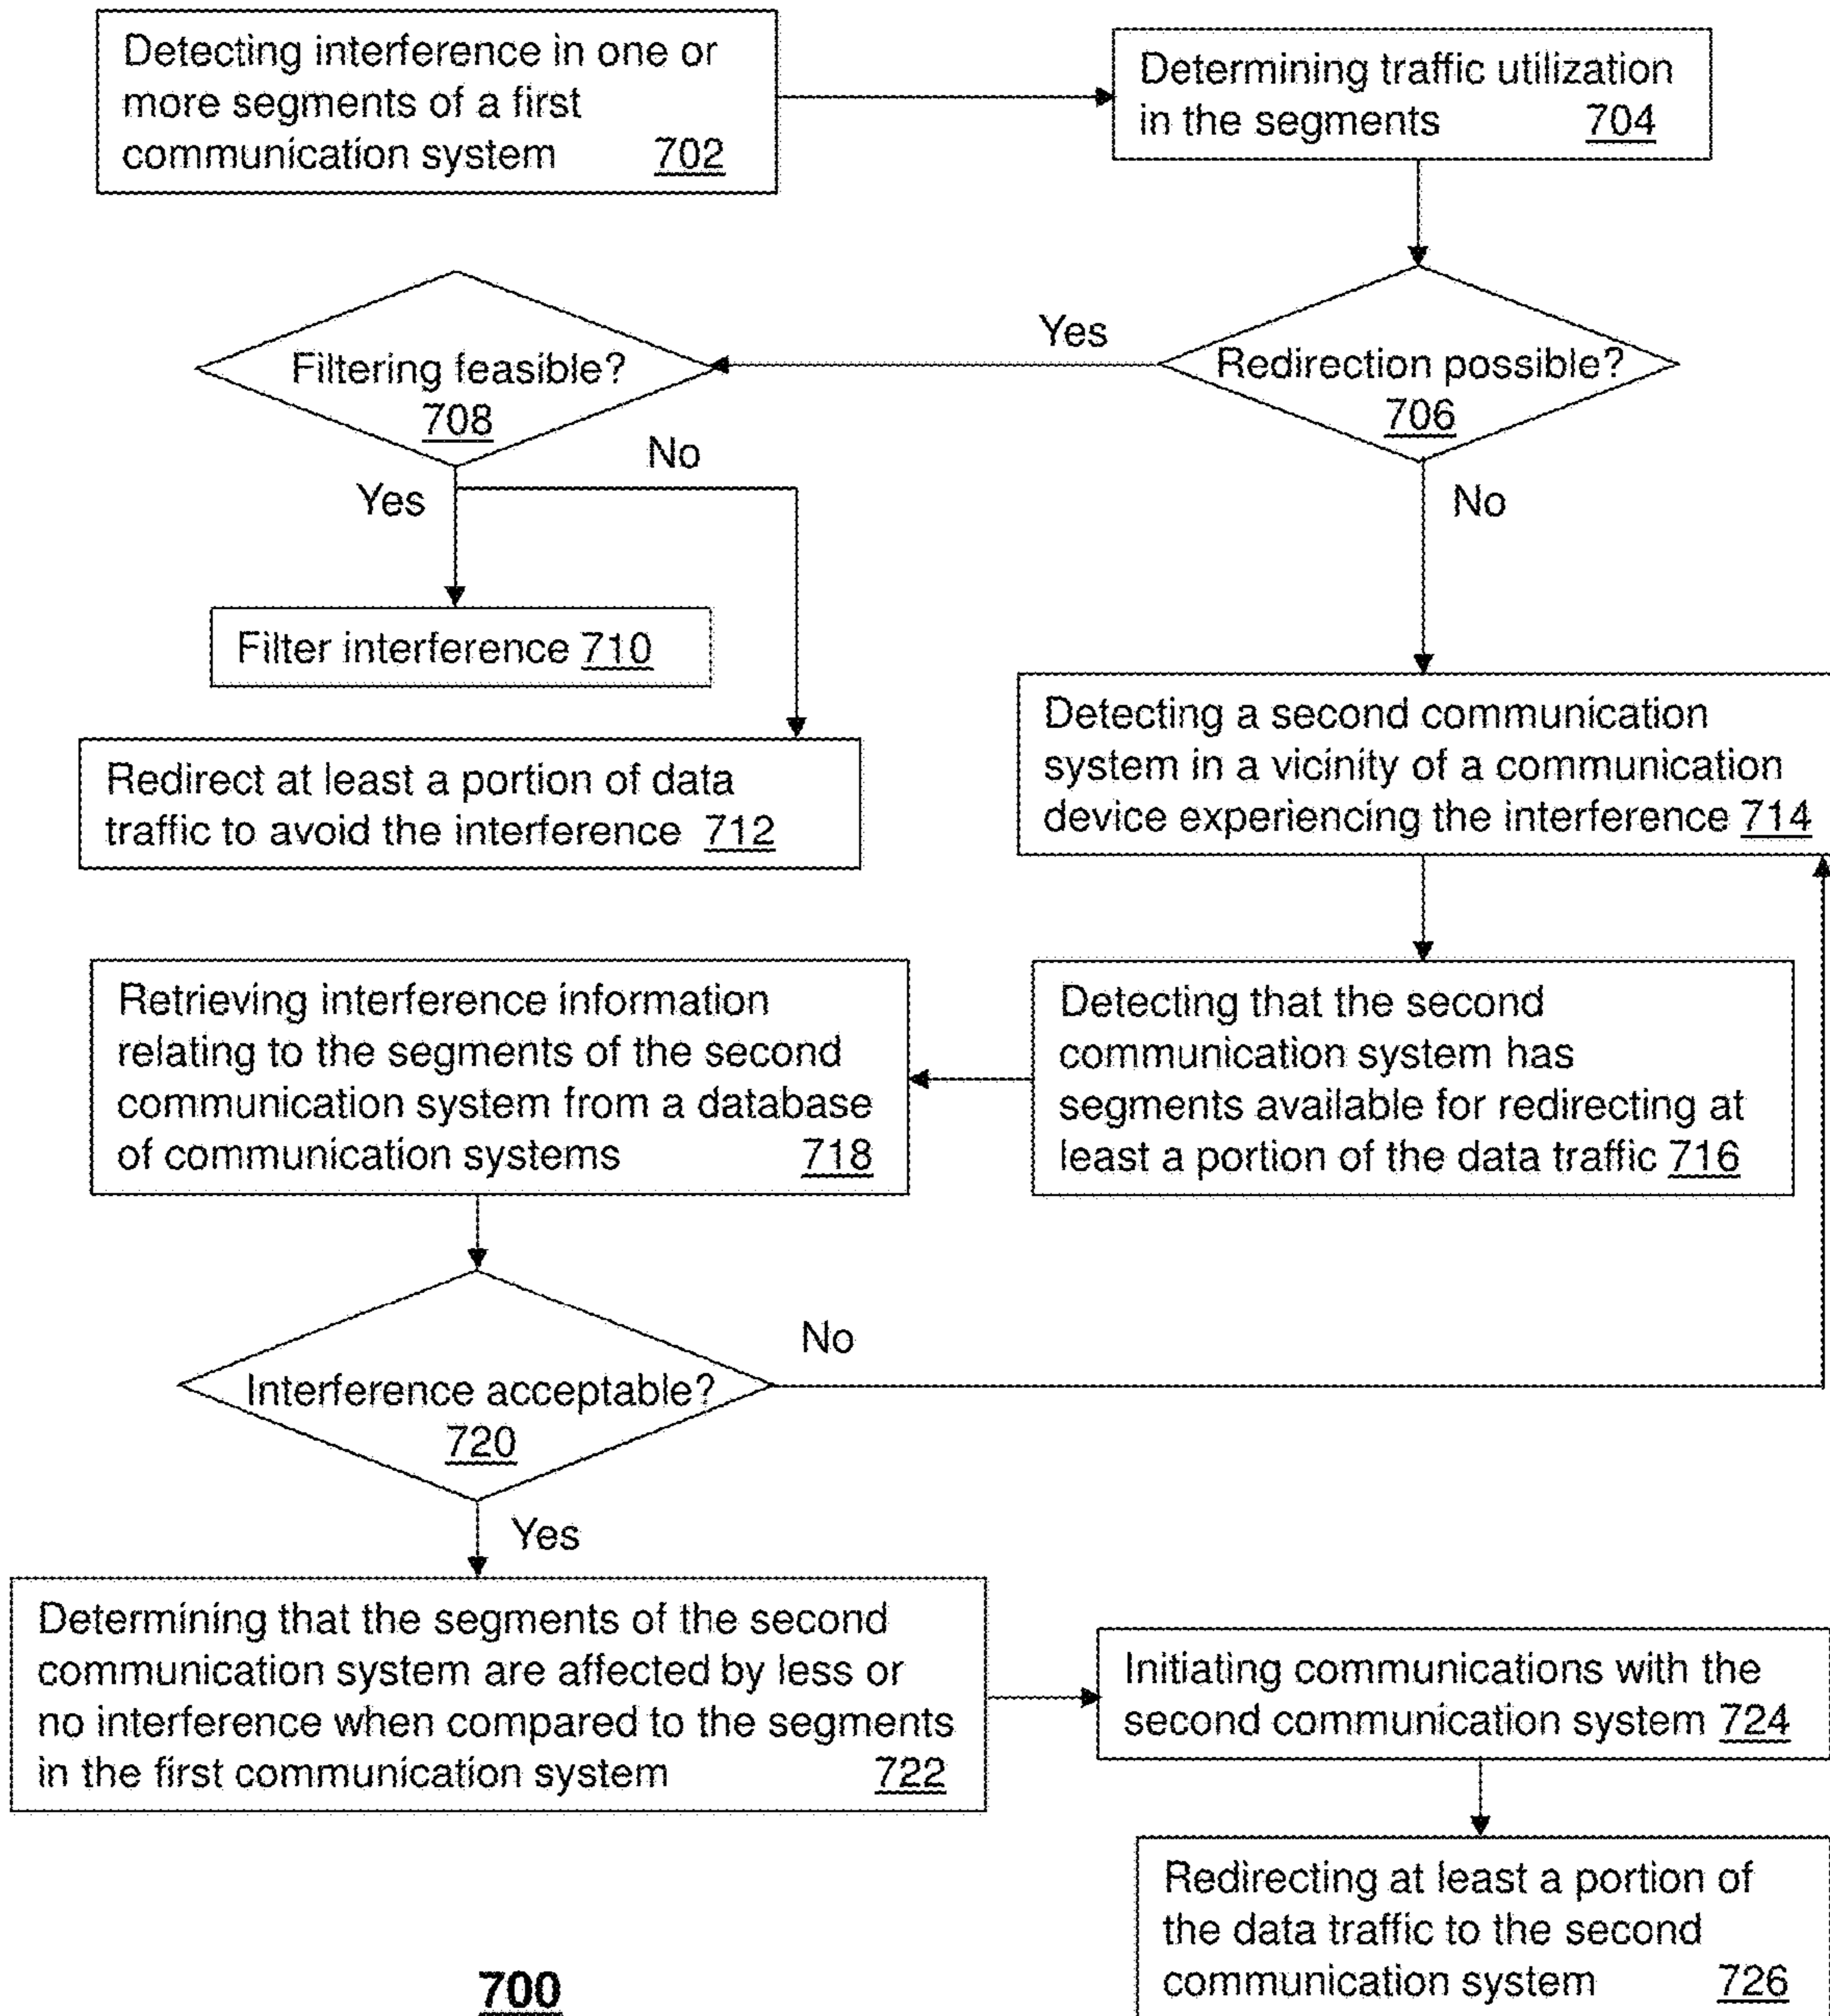 Detecting interference in one or
more segments of a first
communication system 702
Determining traffic utilization
in the segments 704
Redirection possible?
706
Yes
No
Filtering feasible?
708
No
Yes
Filter interference 710
Redirect at least a portion of data
traffic to avoid the interference 712
Detecting a second communication
system in a vicinity of a communication
device experiencing the interference 714
Detecting that the second
communication system has
segments available for redirecting at
least a portion of the data traffic 716
Retrieving interference information
relating to the segments of the second
communication system from a database
of communication systems 718
Interference acceptable?
720
No
Yes
Determining that the segments of the second
communication system are affected by less or
no interference when compared to the segments
in the first communication system 722
Initiating communications with the
second communication system 724
Redirecting at least a portion of
the data traffic to the second
communication system 726
700